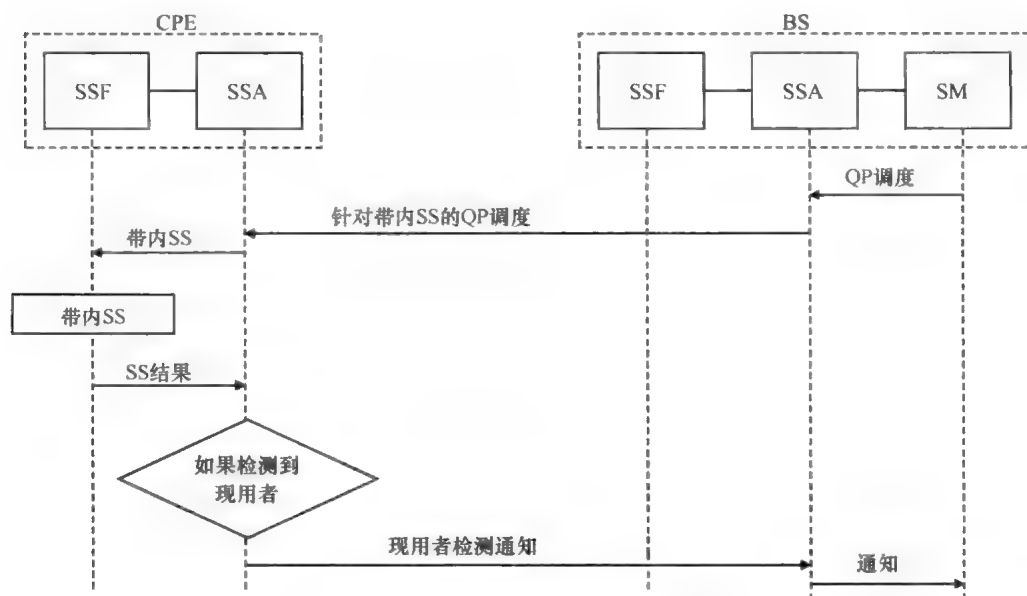 CPE
BS
SSF
SSA
SSF
SSA
SM
QP调度
针对带内SS的QP调度
带内SS
带内SS
SS结果
如果检测到
现用者
现用者检测通知
通知